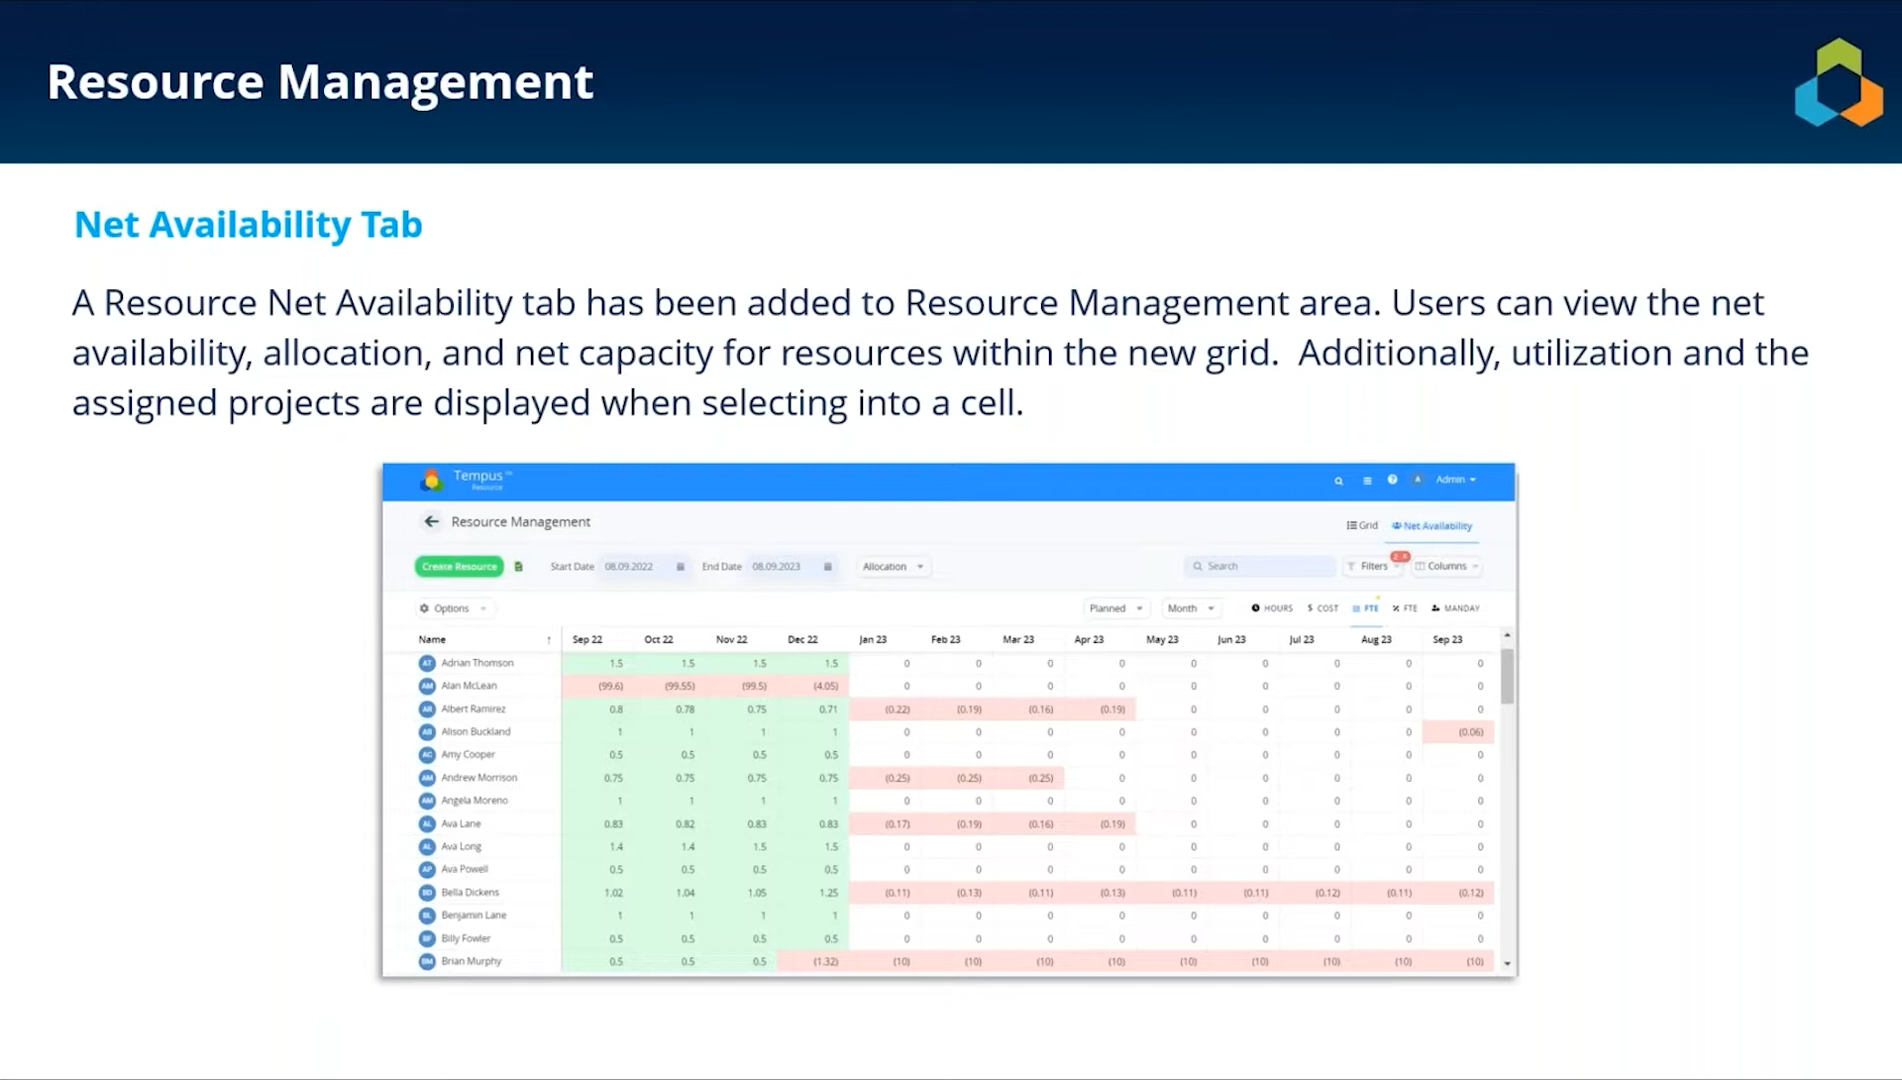 Resource Management
Net Availability Tab
A Resource Net Availability tab has been added to Resource Management area. Users can view the net
availability, allocation, and net capacity for resources within the new grid.  Additionally, utilization and the
assigned projects are displayed when selecting into a cell.
Tempus
Resource
A Admin
Resource Management Grid Net Availability
Create Resource Start Date 08.09.2022 End Date 08.09.2023 Allocation Search Filters Columns
Options Planned Month HOURS $ COST FTE FTE MANDAY
Name Sep 22 Oct 22 Nov 22 Dec 22 Jan 23 Feb 23 Mar 23 Apr 23 May 23 Jun 23 Jul 23 Aug 23 Sep 23
AT Adrian Thomson 1.5 1.5 1.5 1.5 0 0 0 0 0 0 0 0 0
AM Alan McLean (99.6) (99.55) (99.5) (4.05) 0 0 0 0 0 0 0 0 0
AR Albert Ramirez 0.8 0.78 0.75 0.71 (0.22) (0.19) (0.16) (0.19) 0 0 0 0 0
AB Alison Buckland 1 1 1 1 0 0 0 0 0 0 0 0 (0.06)
AC Amy Cooper 0.5 0.5 0.5 0.5 0 0 0 0 0 0 0 0 0
AM Andrew Morrison 0.75 0.75 0.75 0.75 (0.25) (0.25) (0.25) 0 0 0 0 0 0
AM Angela Moreno 1 1 1 1 0 0 0 0 0 0 0 0 0
AL Ava Lane 0.83 0.82 0.83 0.83 (0.17) (0.19) (0.16) (0.19) 0 0 0 0 0
AL Ava Long 1.4 1.4 1.5 1.5 0 0 0 0 0 0 0 0 0
AP Ava Powell 0.5 0.5 0.5 0.5 0 0 0 0 0 0 0 0 0
BD Bella Dickens 1.02 1.04 1.05 1.25 (0.11) (0.13) (0.11) (0.13) (0.11) (0.11) (0.12) (0.11) (0.12)
BL Benjamin Lane 1 1 1 1 0 0 0 0 0 0 0 0 0
BF Billy Fowler 0.5 0.5 0.5 0.5 0 0 0 0 0 0 0 0 0
BM Brian Murphy 0.5 0.5 0.5 (1.32) (10) (10) (10) (10) (10) (10) (10) (10) (10)